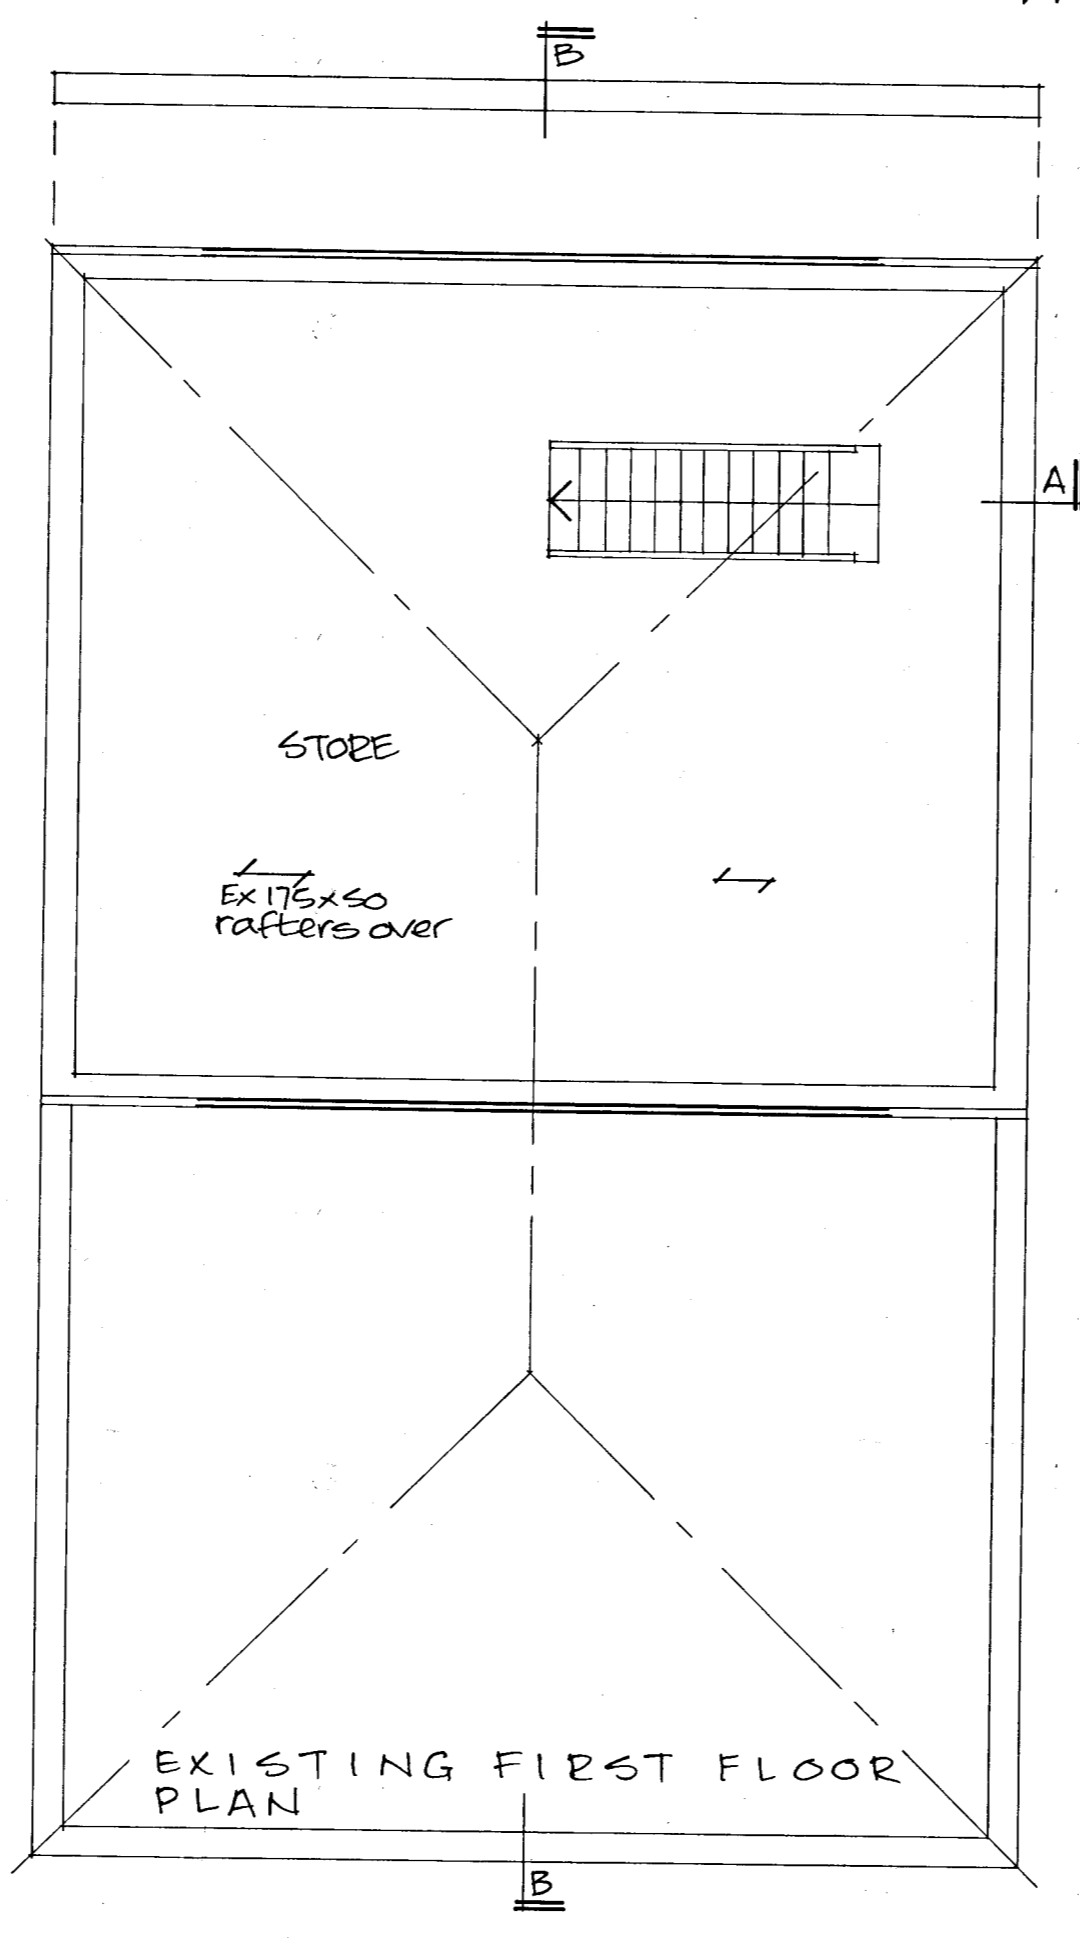 B
A
STORE
Ex 175x50
rafters over
EXISTING FIRST FLOOR
PLAN
B